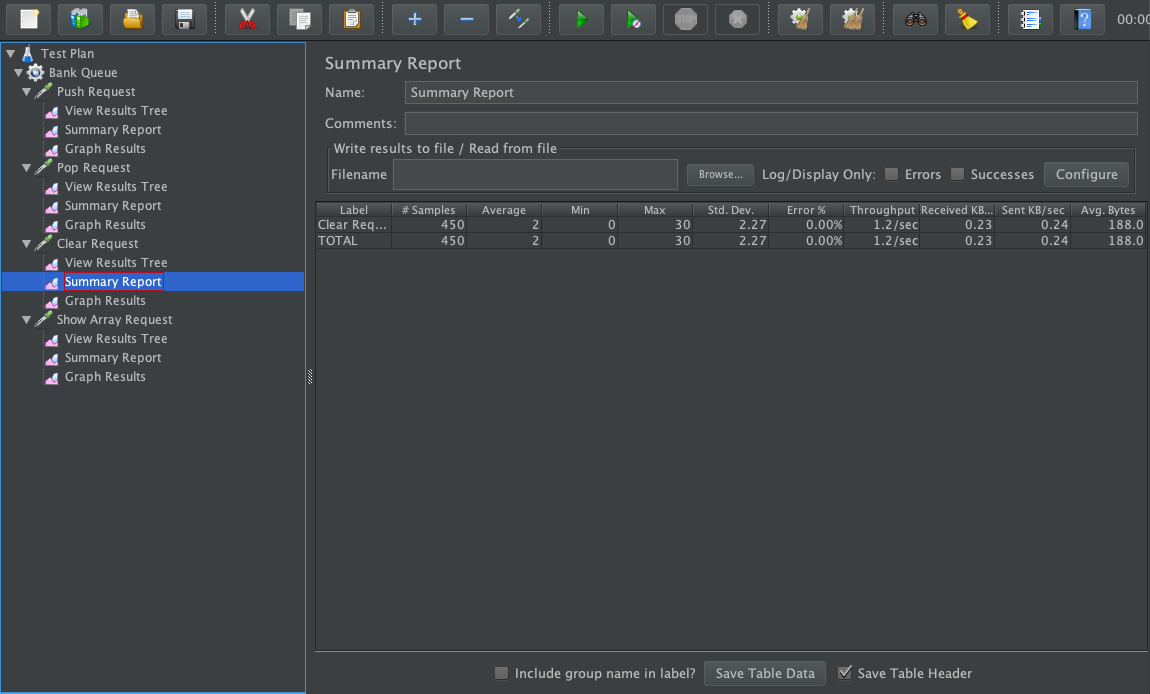 00:00
Test Plan
Bank Queue
Push Request
View Results Tree
Summary Report
Graph Results
Pop Request
View Results Tree
Summary Report
Graph Results
Clear Request
View Results Tree
Summary Report
Graph Results
Show Array Request
View Results Tree
Summary Report
Graph Results
Summary Report
Name: Summary Report
Comments:
Write results to file / Read from file
Filename Browse... Log/Display Only: Errors Successes Configure
Label # Samples Average Min Max Std. Dev. Error % Throughput Received KB... Sent KB/sec Avg. Bytes
Clear Req... 450 2 0 30 2.27 0.00% 1.2/sec 0.23 0.24 188.0
TOTAL 450 2 0 30 2.27 0.00% 1.2/sec 0.23 0.24 188.0
Include group name in label? Save Table Data Save Table Header